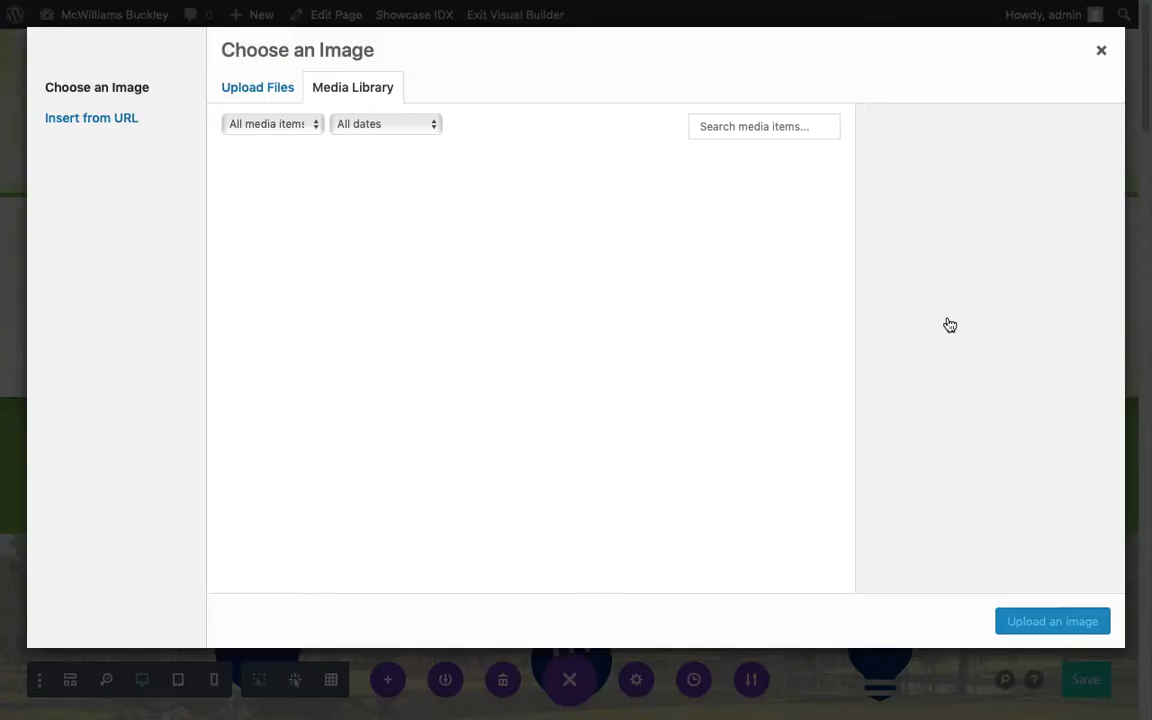 McWilliams Buckley 0 New Edit Page Showcase IDX Exit Visual Builder Howdy, admin
Choose an Image
Choose an Image
Insert from URL
Upload Files
Media Library
All media items
All dates
Search media items...
Upload an image
?
Save